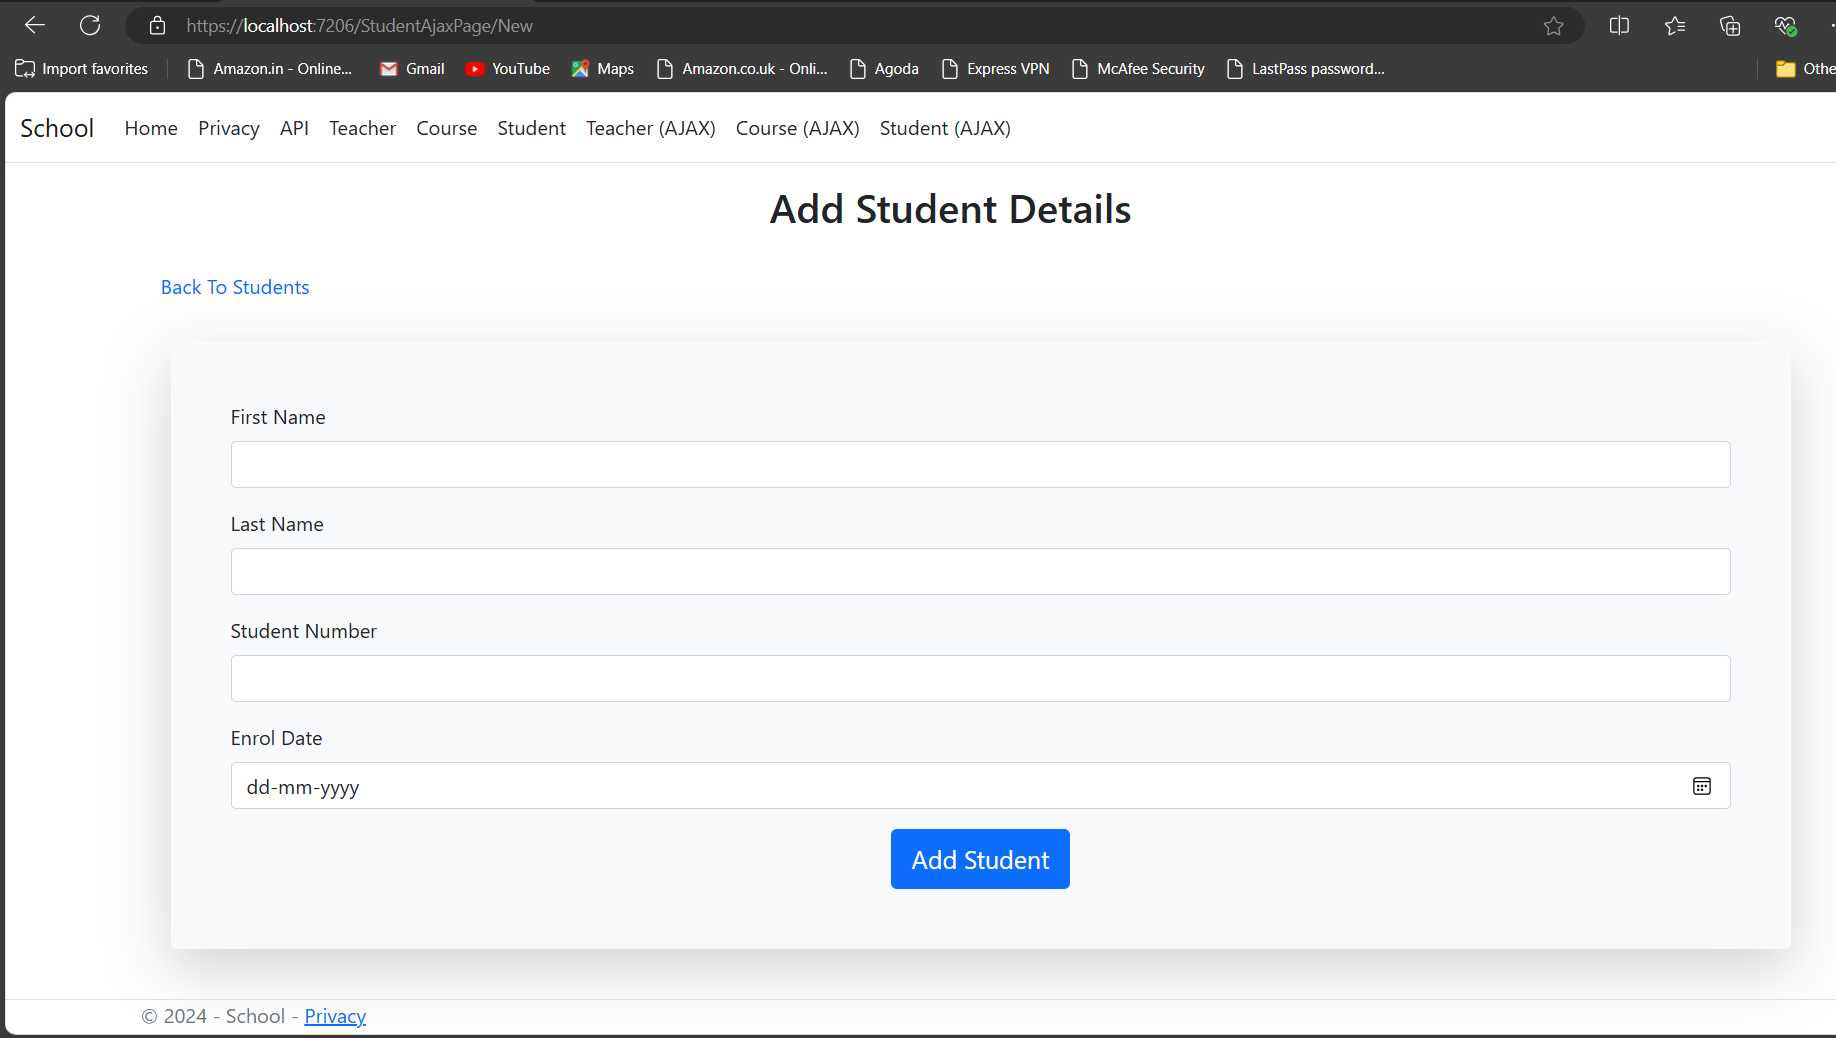 https://localhost:7206/StudentAjaxPage/New
Import favorites Amazon.in - Online... Gmail YouTube Maps Amazon.co.uk - Onli... Agoda Express VPN McAfee Security LastPass password... Othe
School Home Privacy API Teacher Course Student Teacher (AJAX) Course (AJAX) Student (AJAX)
Add Student Details
Back To Students
First Name
Last Name
Student Number
Enrol Date
dd-mm-yyyy
Add Student
© 2024 - School - Privacy